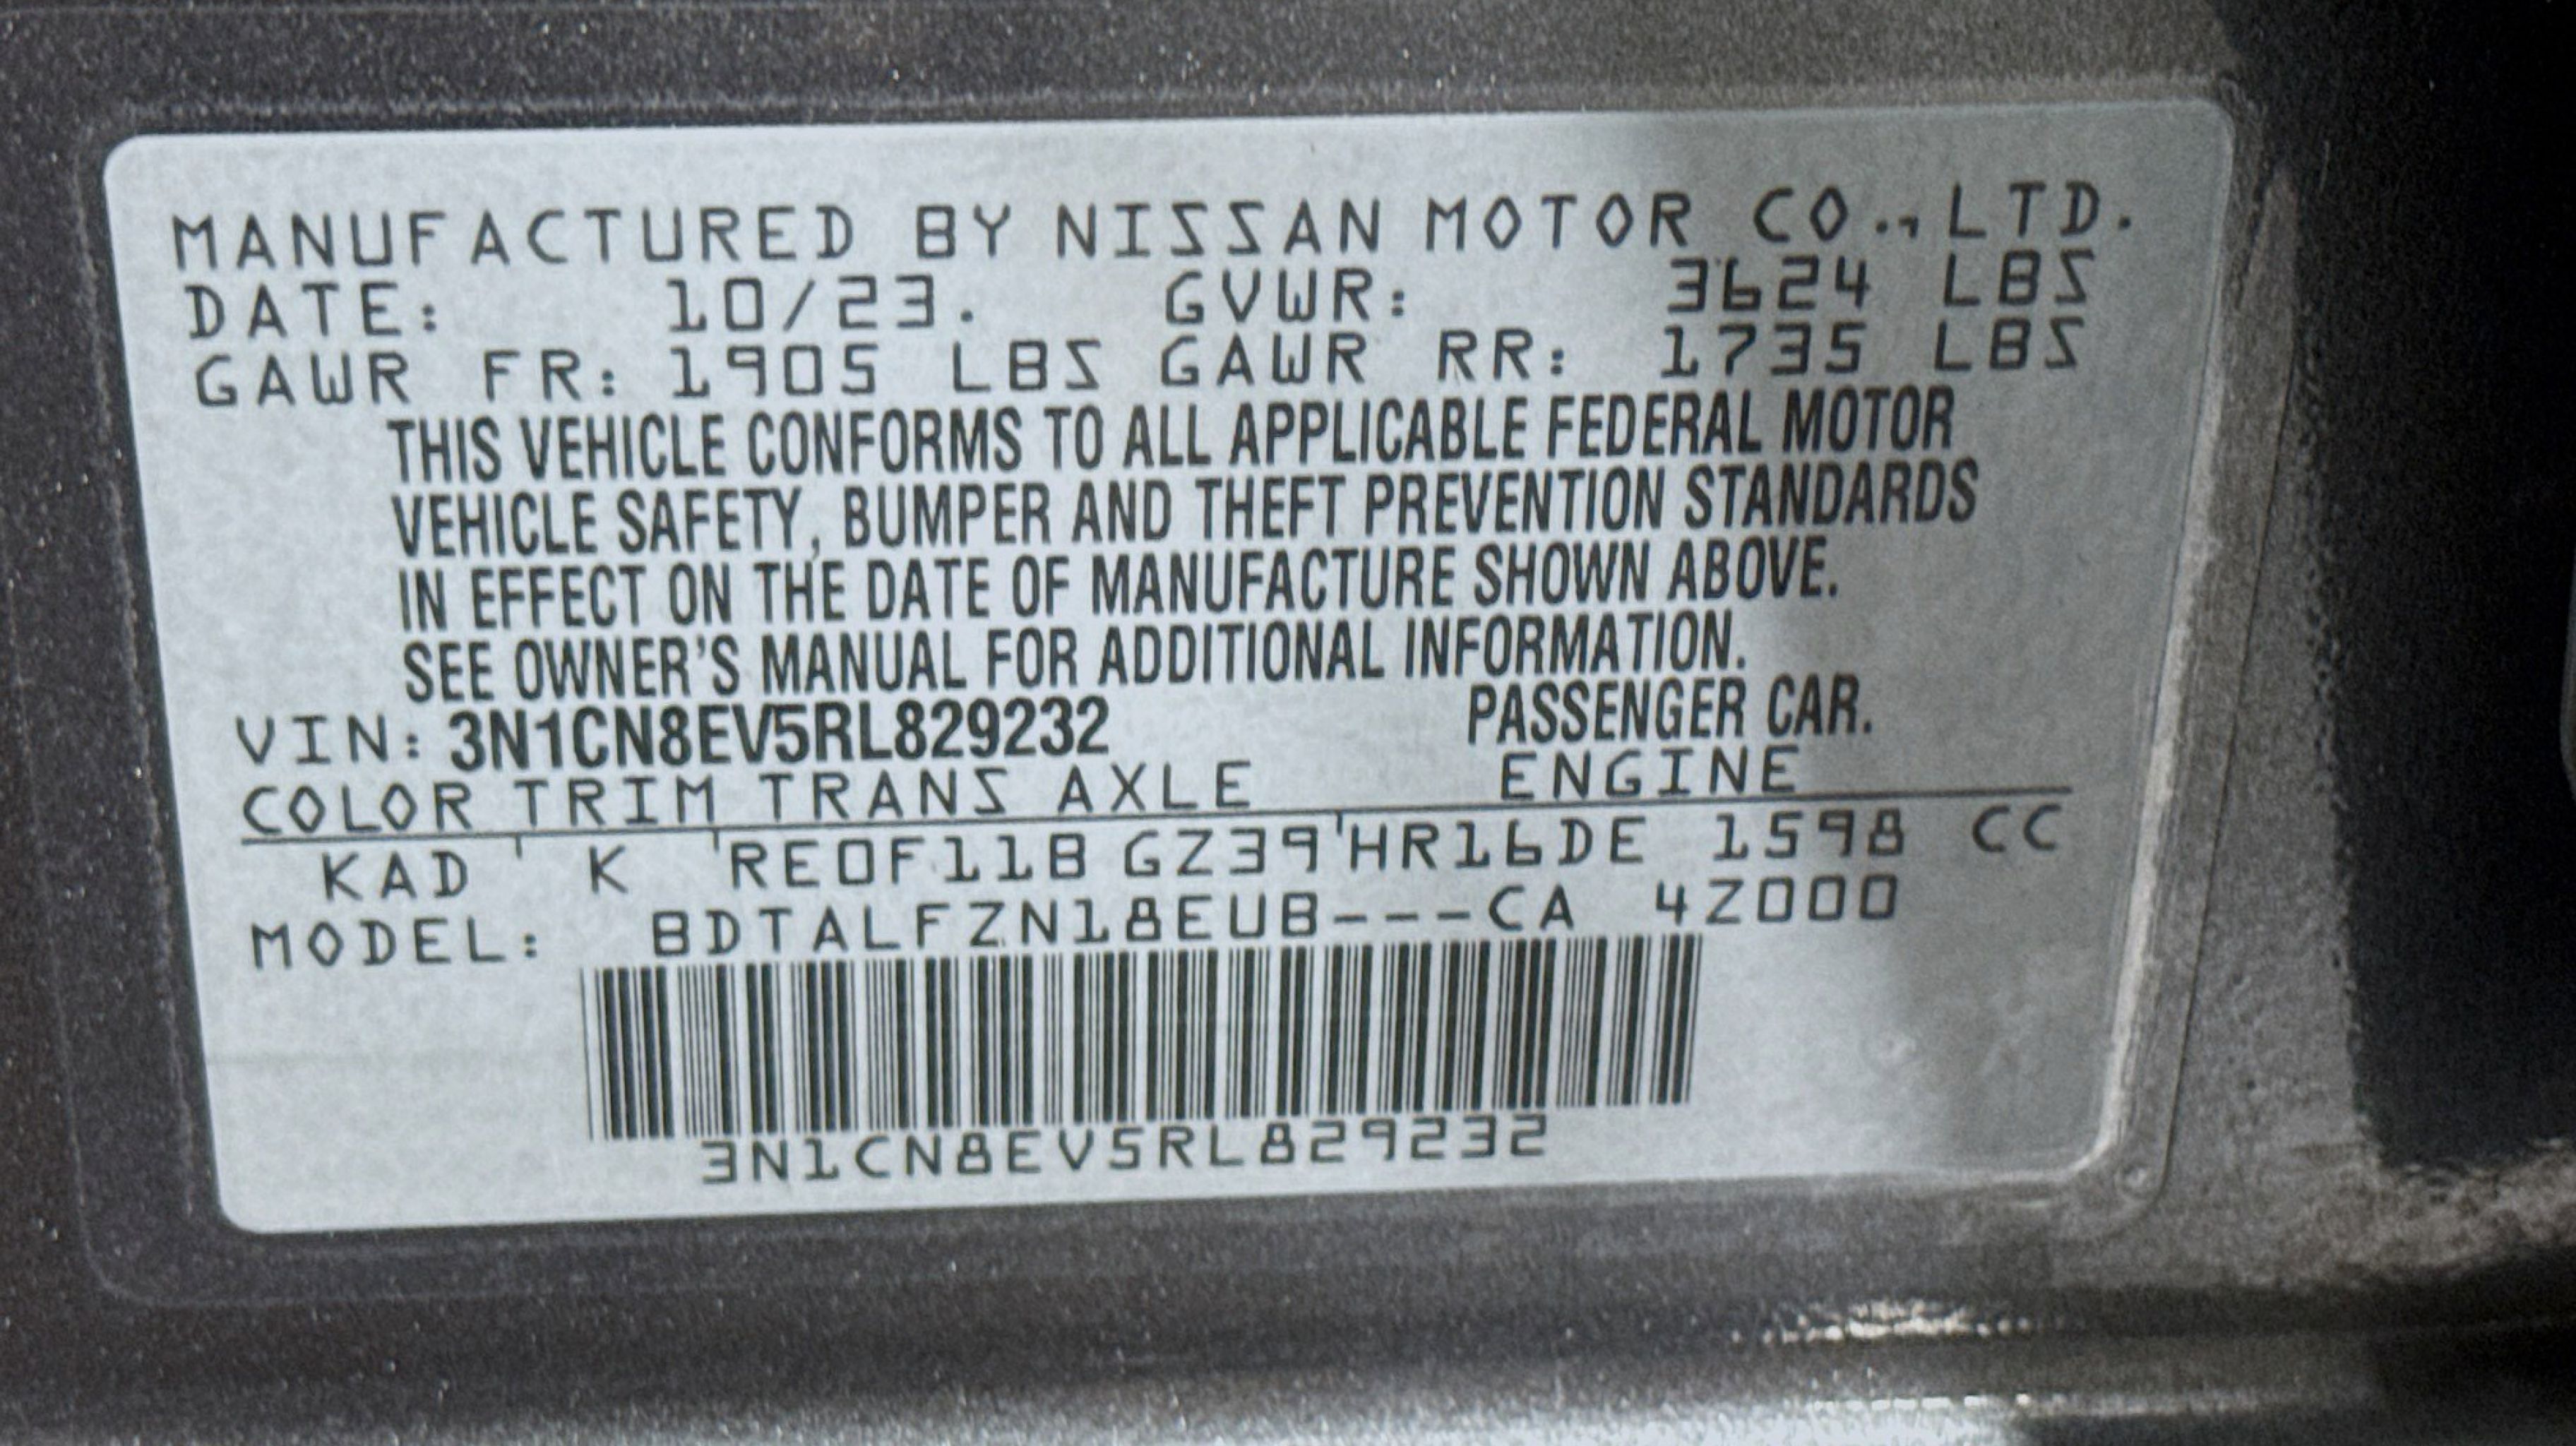 MANUFACTURED BY NISSAN MOTOR CO., LTD.
DATE: 10/23. GVWR: 3624 LBS
GAWR FR: 1905 LBS GAWR RR: 1735 LBS
THIS VEHICLE CONFORMS TO ALL APPLICABLE FEDERAL MOTOR
VEHICLE SAFETY, BUMPER AND THEFT PREVENTION STANDARDS
IN EFFECT ON THE DATE OF MANUFACTURE SHOWN ABOVE.
SEE OWNER'S MANUAL FOR ADDITIONAL INFORMATION.
VIN: 3N1CN8EV5RL829232 PASSENGER CAR.
COLOR TRIM TRANS AXLE ENGINE
KAD K RE0F11B GZ39 HR16DE 1598 CC
MODEL: BDTALFZN18EUB---CA 4Z000
3N1CN8EV5RL829232